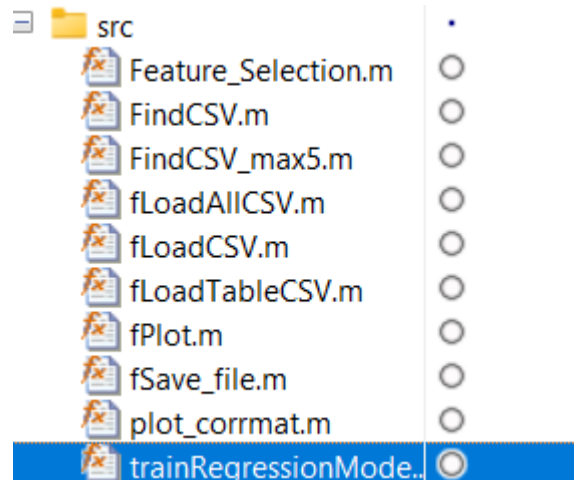 src
Feature_Selection.m
FindCSV.m
FindCSV_max5.m
fLoadAllCSV.m
fLoadCSV.m
fLoadTableCSV.m
fPlot.m
fSave_file.m
plot_corrmat.m
trainRegressionMode..